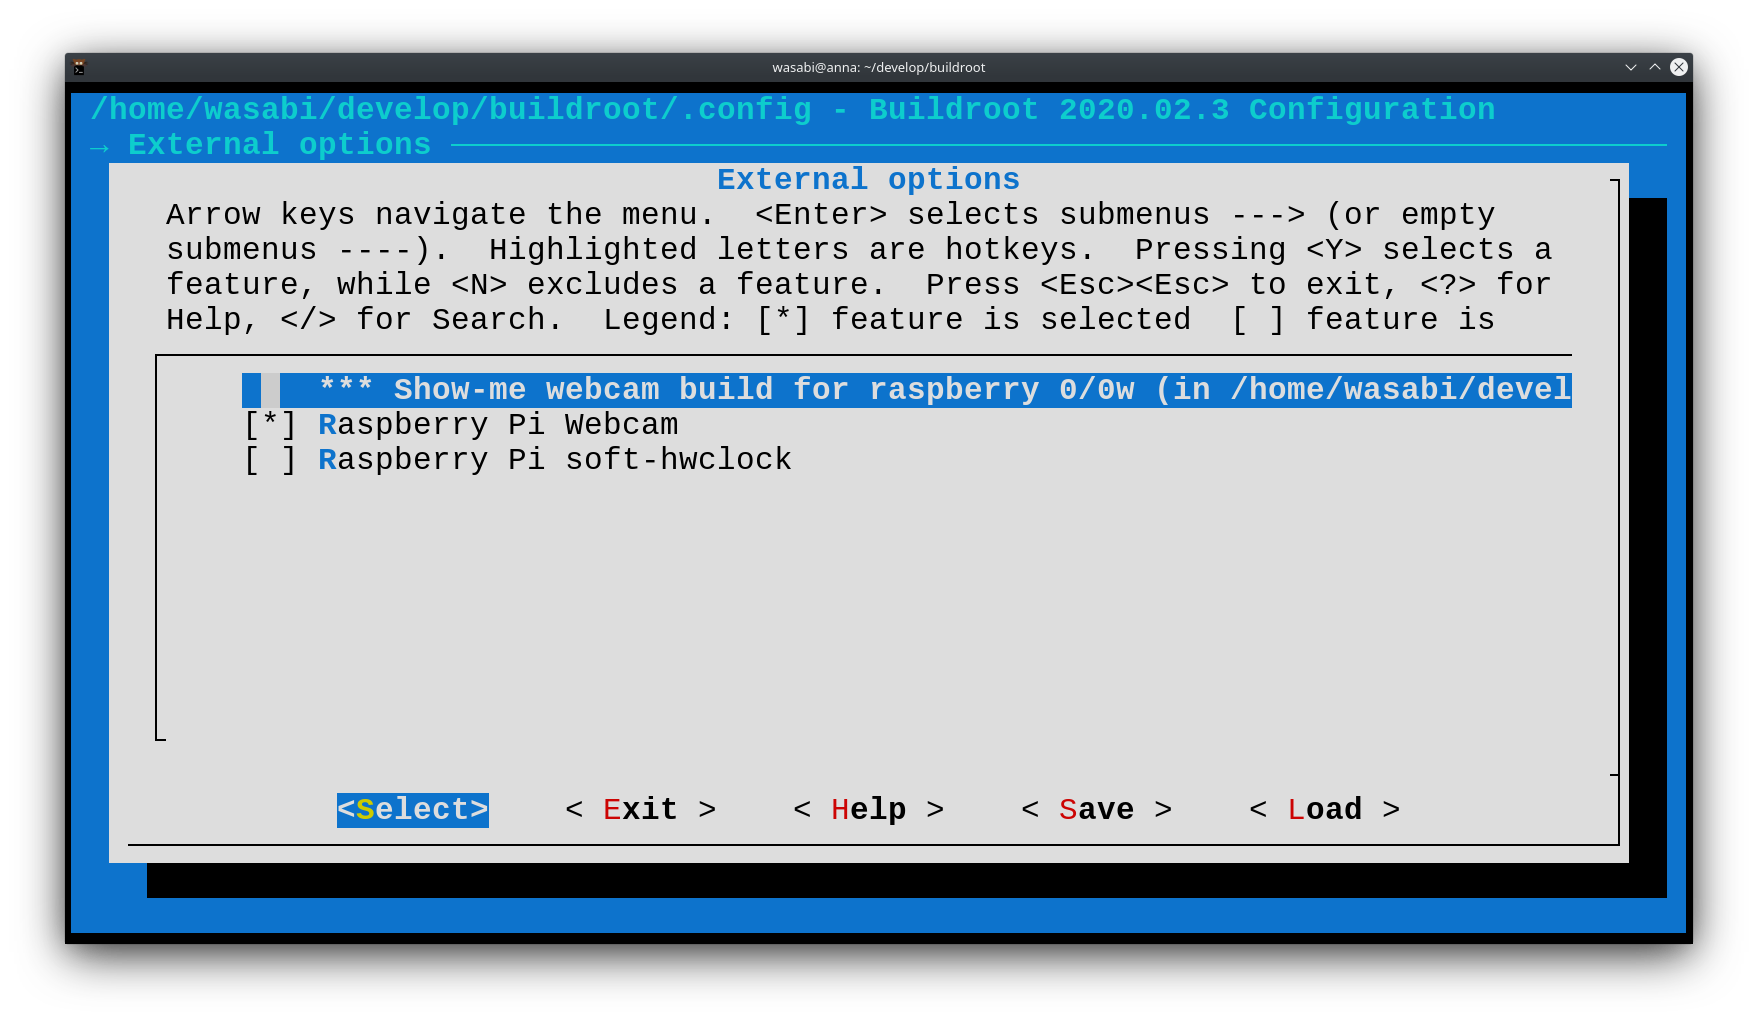 wasabi@anna: ~/develop/buildroot
/home/wasabi/develop/buildroot/.config - Buildroot 2020.02.3 Configuration
→ External options
External options
Arrow keys navigate the menu.  <Enter> selects submenus ---> (or empty
submenus ----).  Highlighted letters are hotkeys.  Pressing <Y> selects a
feature, while <N> excludes a feature.  Press <Esc><Esc> to exit, <?> for
Help, </> for Search.  Legend: [*] feature is selected  [ ] feature is
*** Show-me webcam build for raspberry 0/0w (in /home/wasabi/devel
[*] Raspberry Pi Webcam
[ ] Raspberry Pi soft-hwclock
<Select>    < Exit >    < Help >    < Save >    < Load >